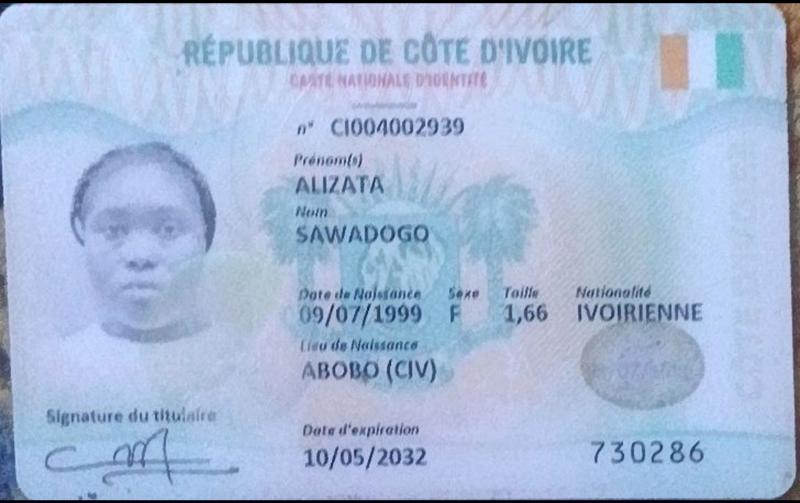 RÉPUBLIQUE DE CÔTE D'IVOIRE
CARTE NATIONALE D'IDENTITÉ
n° CI004002939
Prénom(s)
ALIZATA
Nom
SAWADOGO
Date de Naissance Sexe Taille Nationalité
09/07/1999 F 1,66 IVOIRIENNE
Lieu de Naissance
ABOBO (CIV)
Signature du titulaire
Date d'expiration
10/05/2032
730286